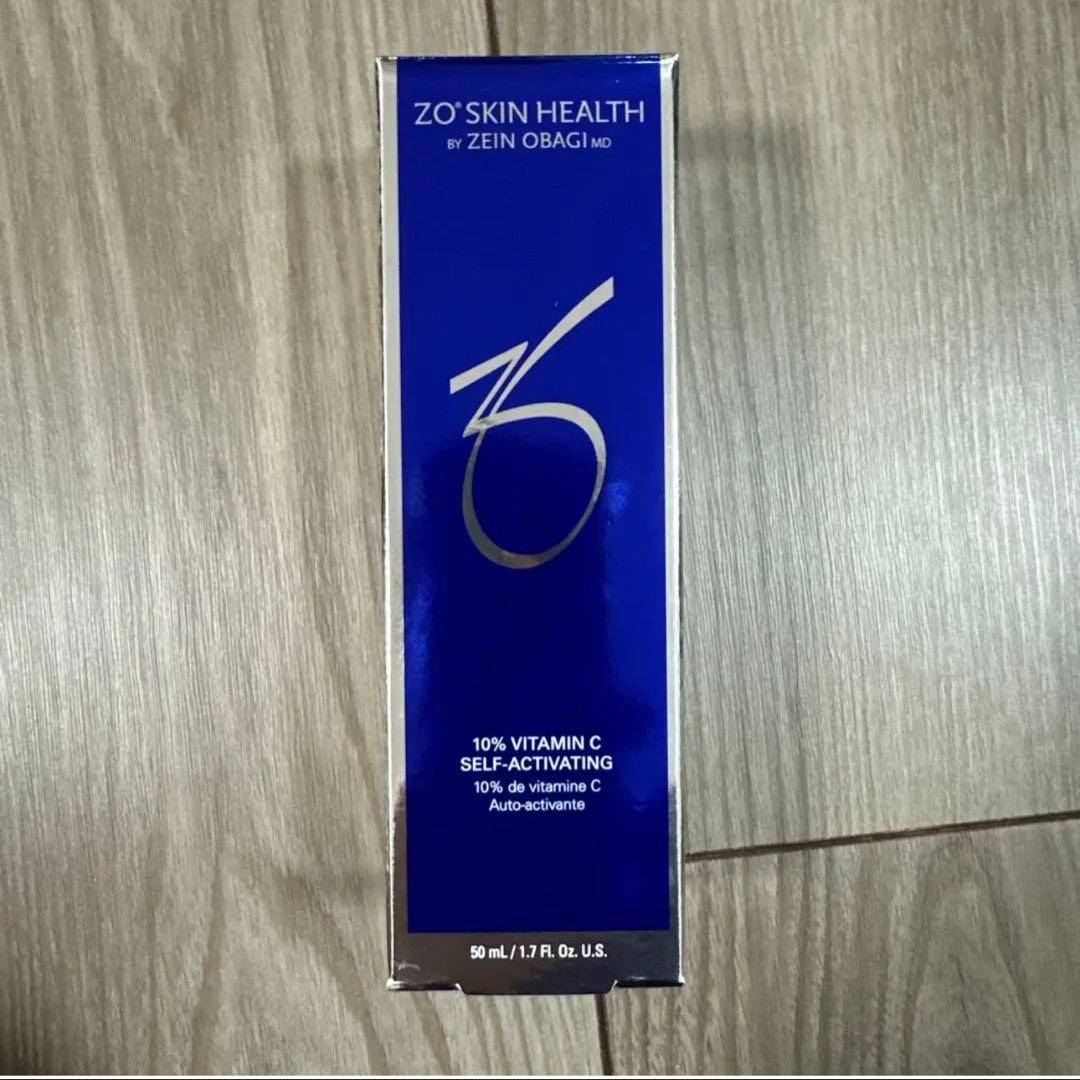 ZO® SKIN HEALTH
BY ZEIN OBAGI MD
10% VITAMIN C
SELF-ACTIVATING
10% de vitamine C
Auto-activante
50 mL / 1.7 Fl. Oz. U.S.